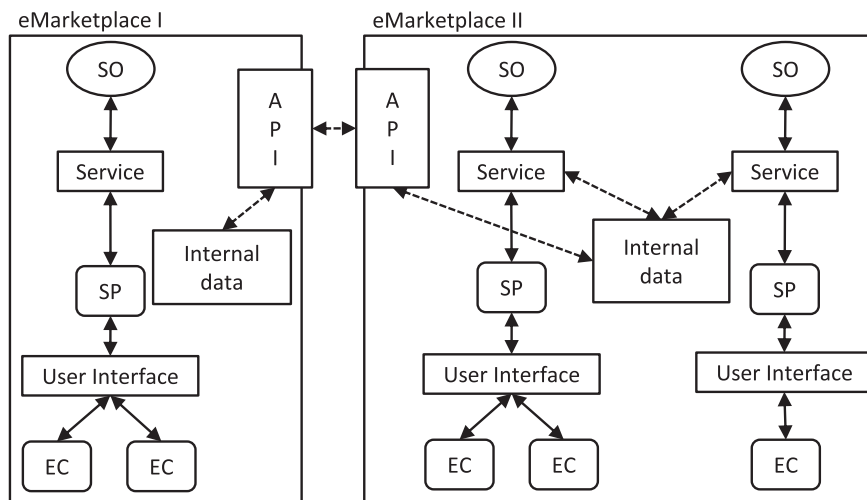 eMarketplace I
SO
A
P
I
Service
Internal
data
SP
User Interface
EC
EC
eMarketplace II
SO
SO
A
P
I
Service
Service
Internal
data
SP
SP
User Interface
User Interface
EC
EC
EC